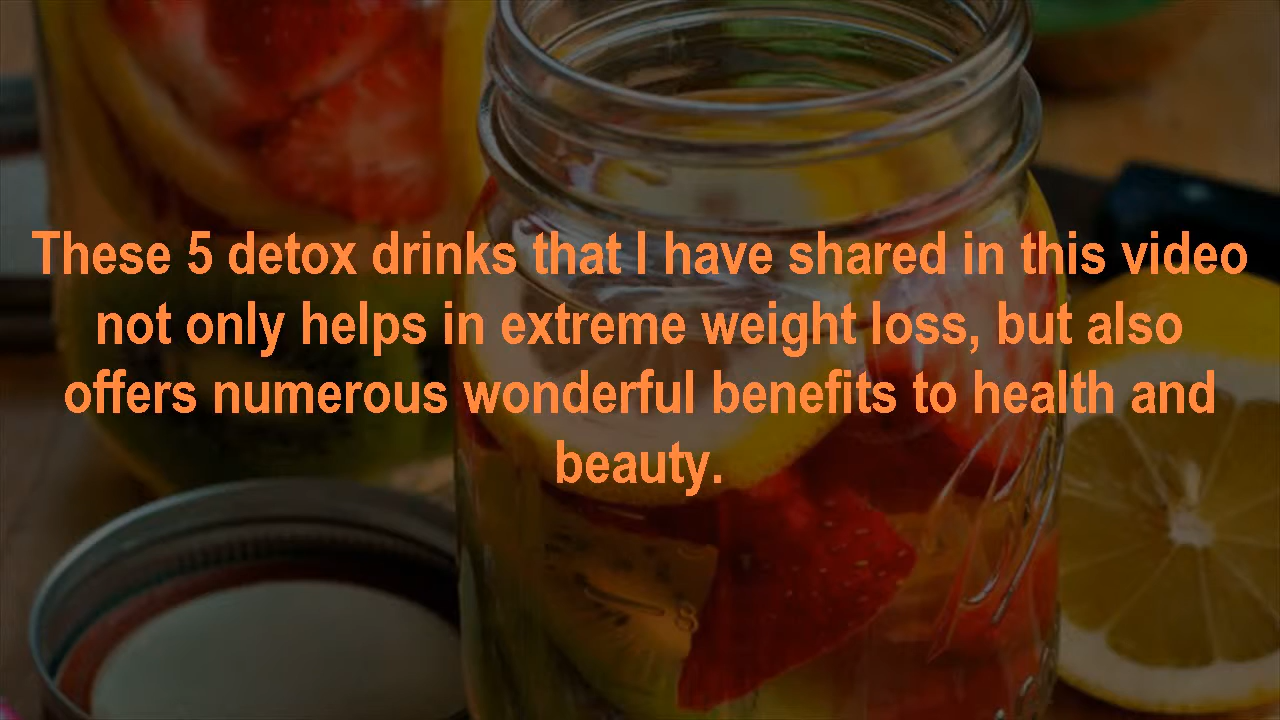 These 5 detox drinks that I have shared in this video
not only helps in extreme weight loss, but also
offers numerous wonderful benefits to health and
beauty.